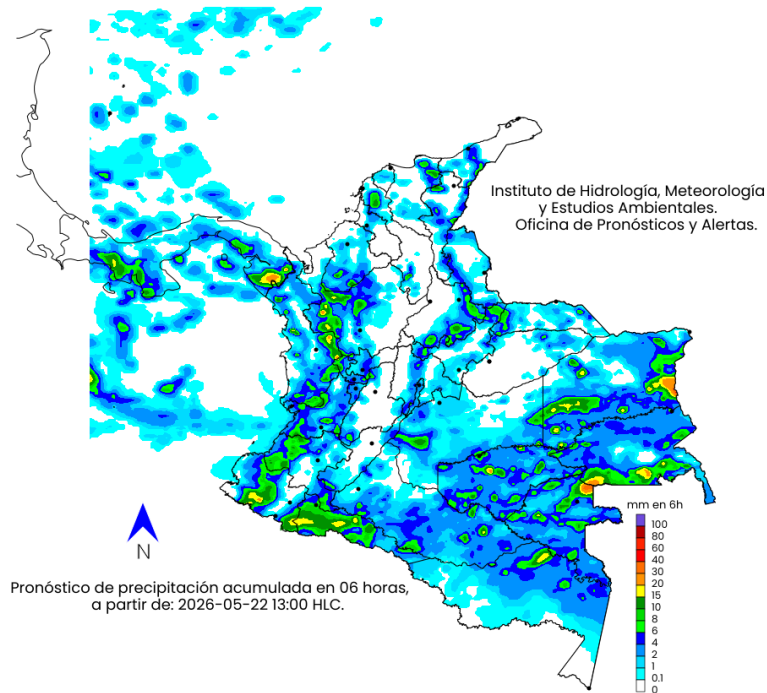 Instituto de Hidrología, Meteorología
y Estudios Ambientales.
Oficina de Pronósticos y Alertas.
N
Pronóstico de precipitación acumulada en 06 horas,
a partir de: 2026-05-22 13:00 HLC.
mm en 6h
100
80
60
40
30
20
15
10
8
6
4
2
1
0.1
0